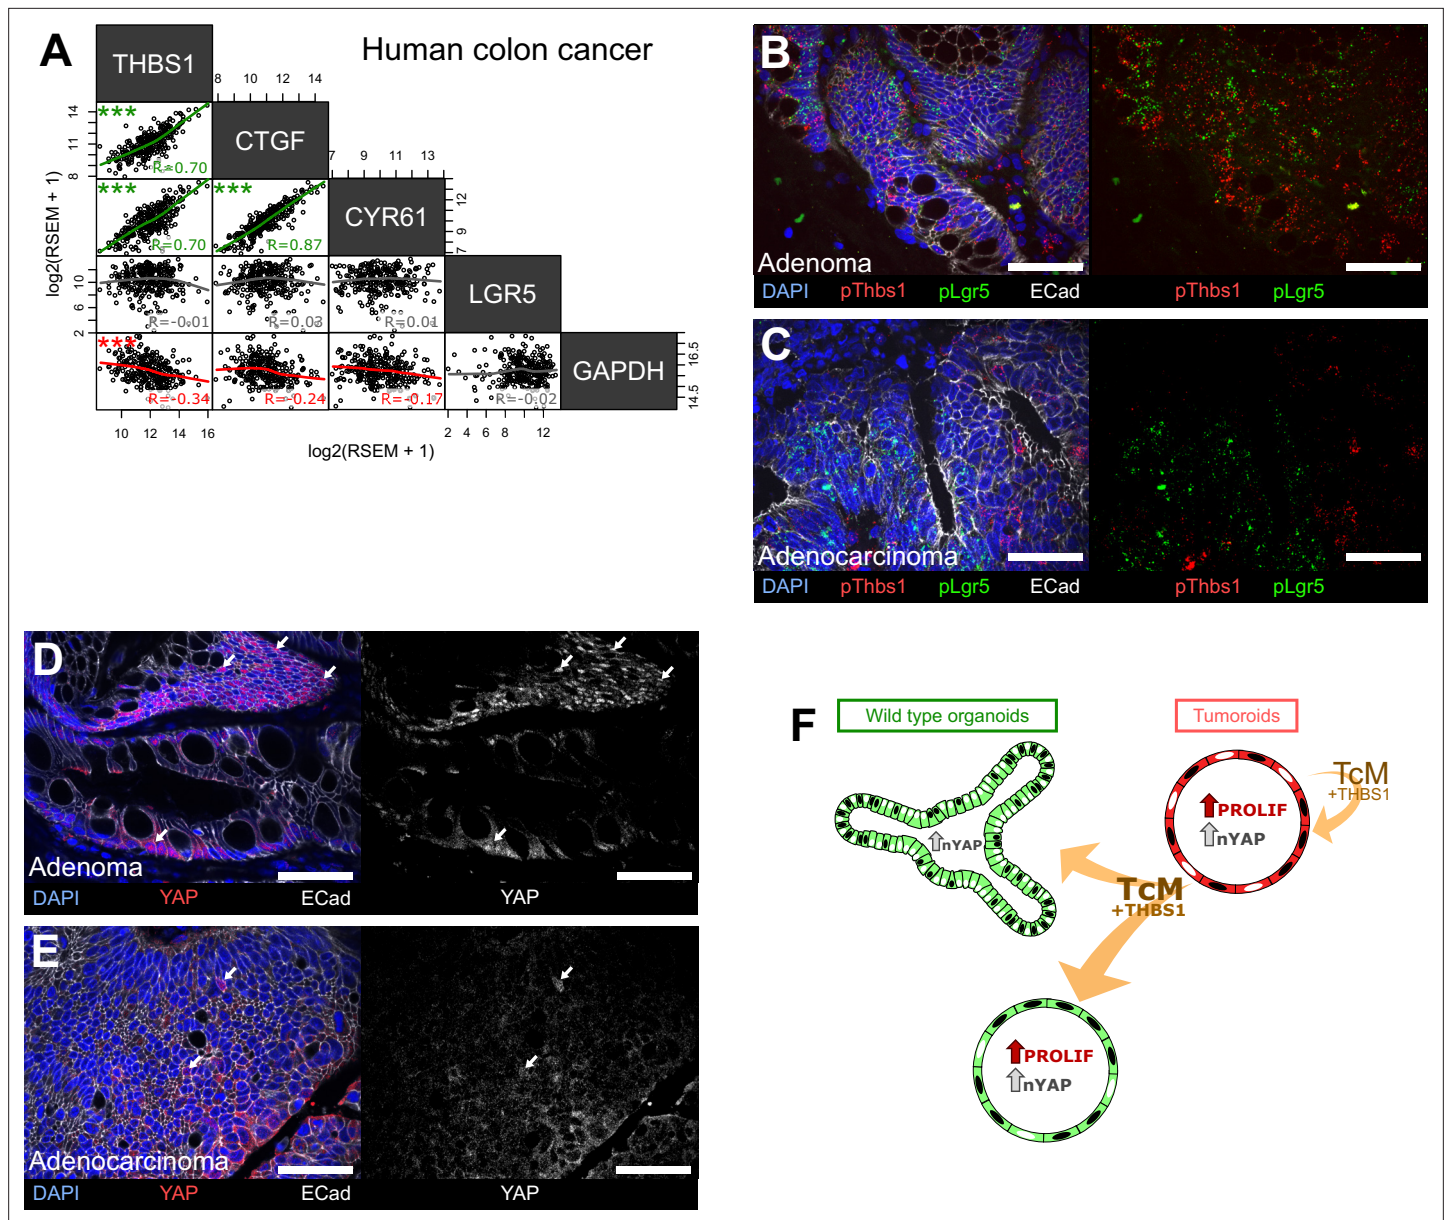 A
Human colon cancer
THBS1
8 10 12 14
14
11
8
***
R=0.70
CTGF
7 9 11 13
log2(RSEM + 1)
***
R=0.70
***
R=0.87
CYR61
12
9
7
10
6
2
R=-0.01
R=0.03
R=0.01
LGR5
***
R=-0.34
R=-0.24
R=-0.17
R=-0.02
GAPDH
16.5
14.5
10 12 14 16
2 4 6 8 12
log2(RSEM + 1)
B
Adenoma
DAPI pThbs1 pLgr5 ECad pThbs1 pLgr5
C
Adenocarcinoma
DAPI pThbs1 pLgr5 ECad pThbs1 pLgr5
D
Adenoma
DAPI YAP ECad YAP
E
Adenocarcinoma
DAPI YAP ECad YAP
F
Wild type organoids
Tumoroids
nYAP
PROLIF
nYAP
TcM
+THBS1
TcM
+THBS1
PROLIF
nYAP